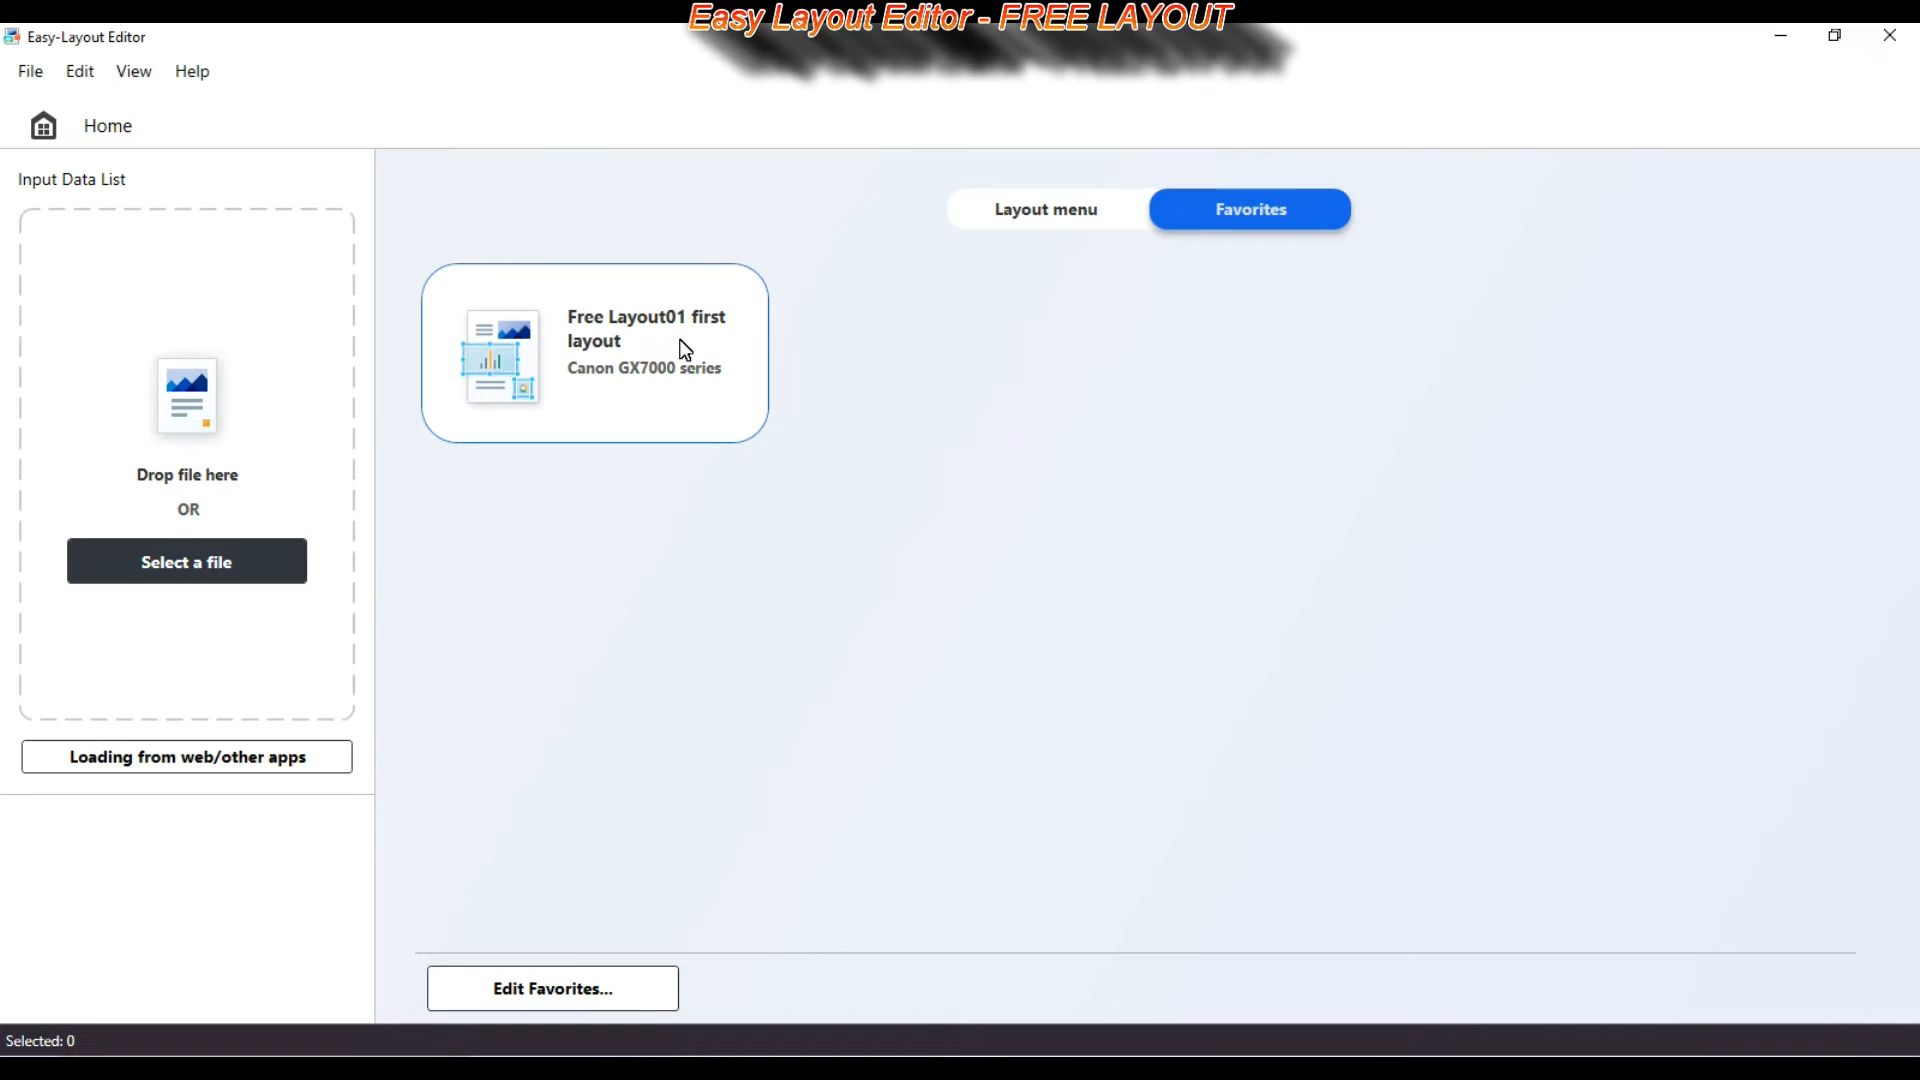 Easy Layout Editor - FREE LAYOUT
Easy-Layout Editor
File Edit View Help
Home
Input Data List
Layout menu Favorites
Free Layout01 first
layout
Canon GX7000 series
Drop file here
OR
Select a file
Loading from web/other apps
Edit Favorites...
Selected: 0